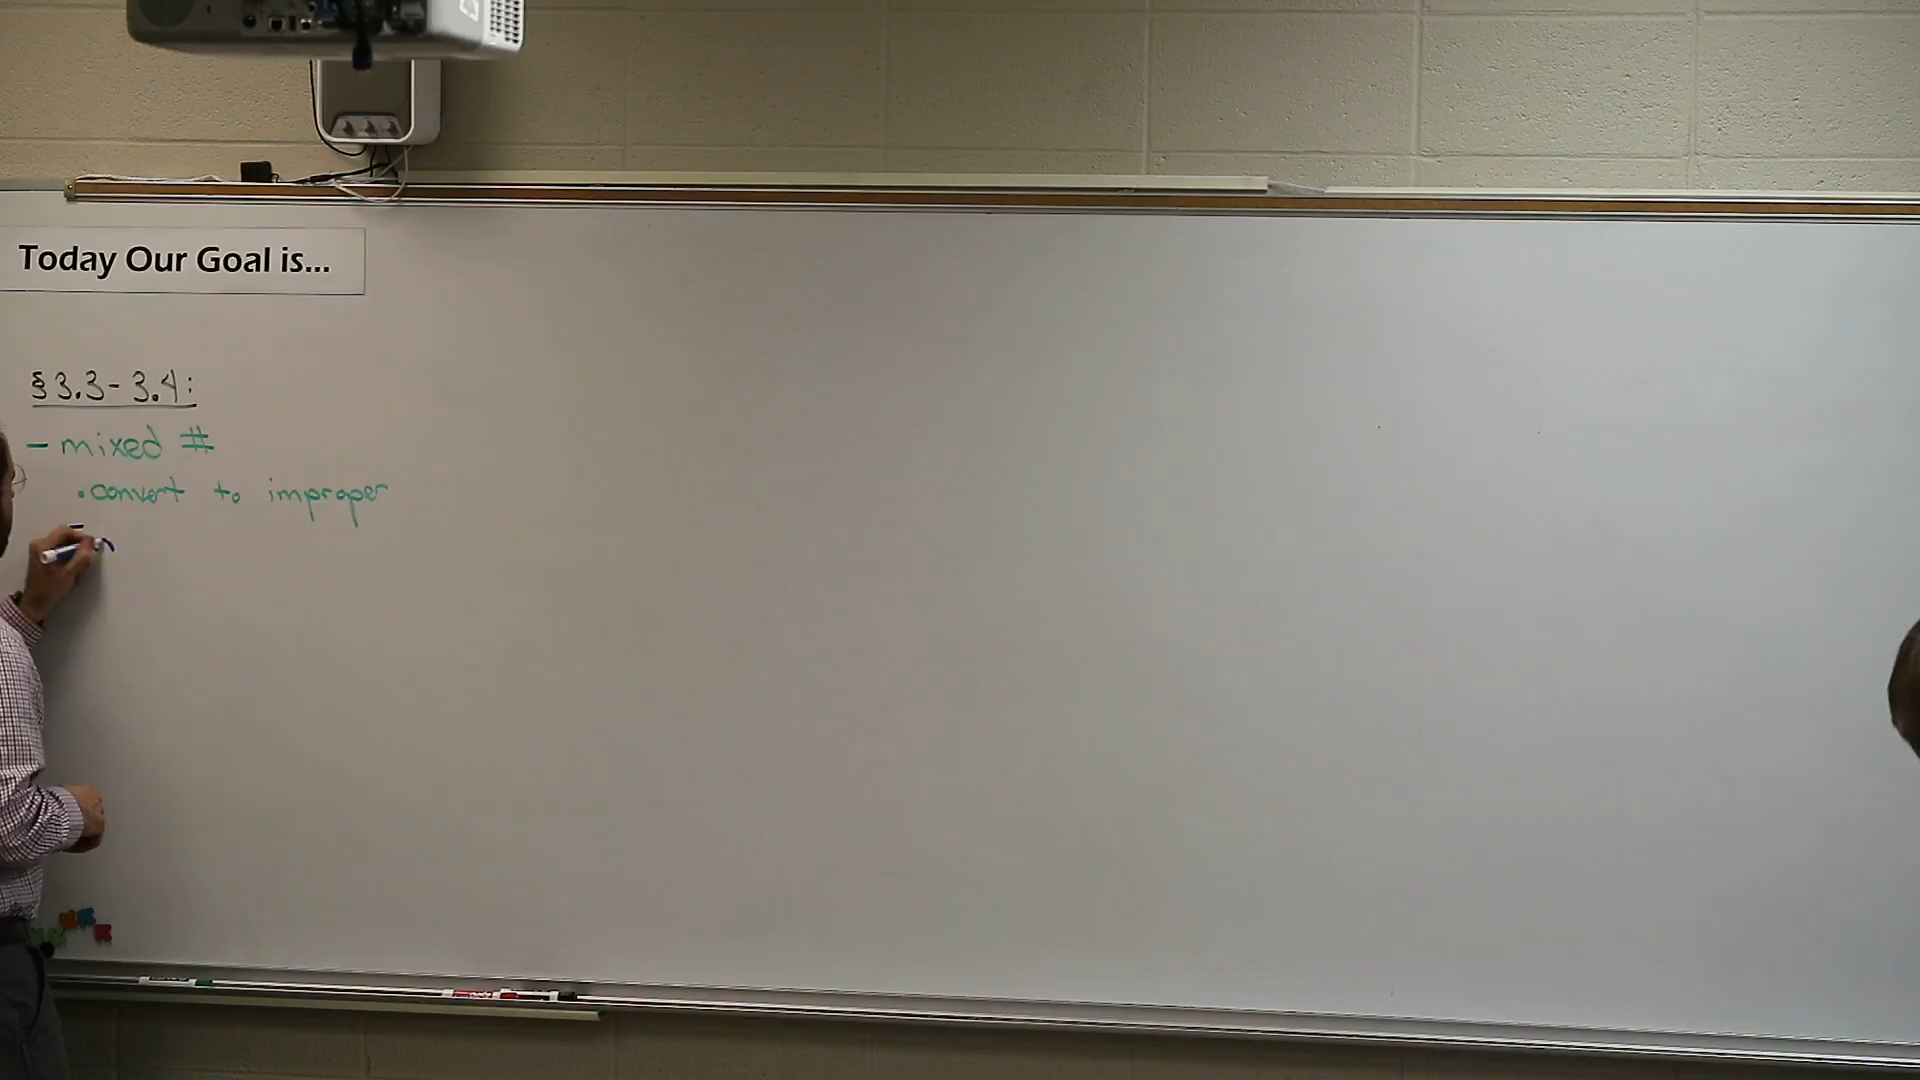 Today Our Goal is...
§ 3.3 - 3.4:
- mixed #
• convert to improper